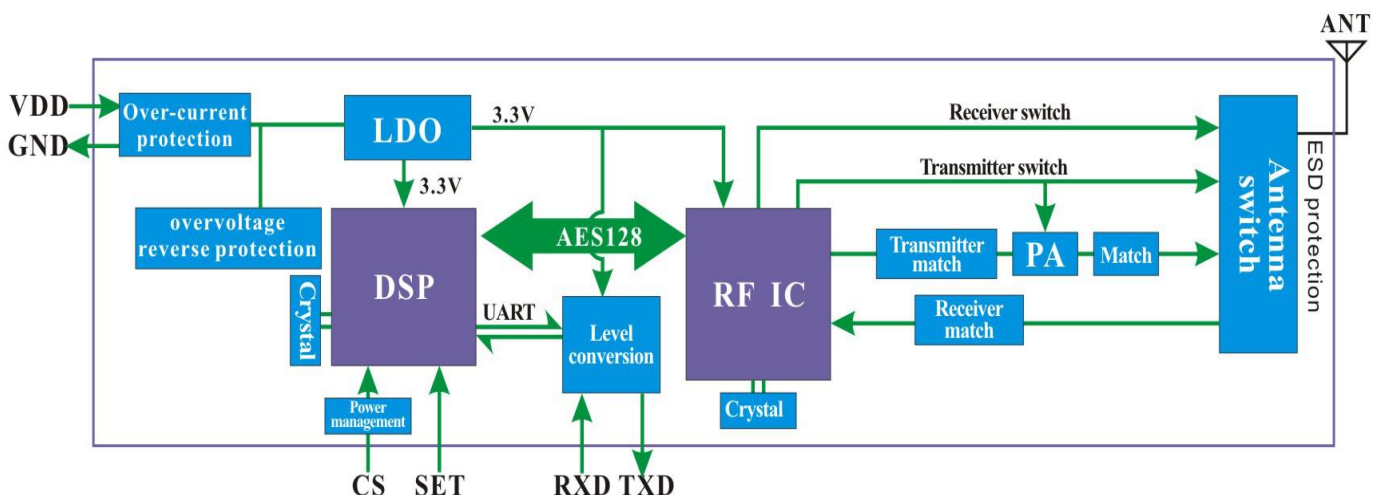 ANT
VDD
GND
Over-current
protection
LDO
3.3V
3.3V
overvoltage
reverse protection
DSP
Crystal
AES128
UART
Level
conversion
Power
management
CS
SET
RXD
TXD
RF IC
Crystal
Receiver switch
Transmitter switch
Transmitter
match
PA
Match
Receiver
match
Antenna
switch
ESD protection